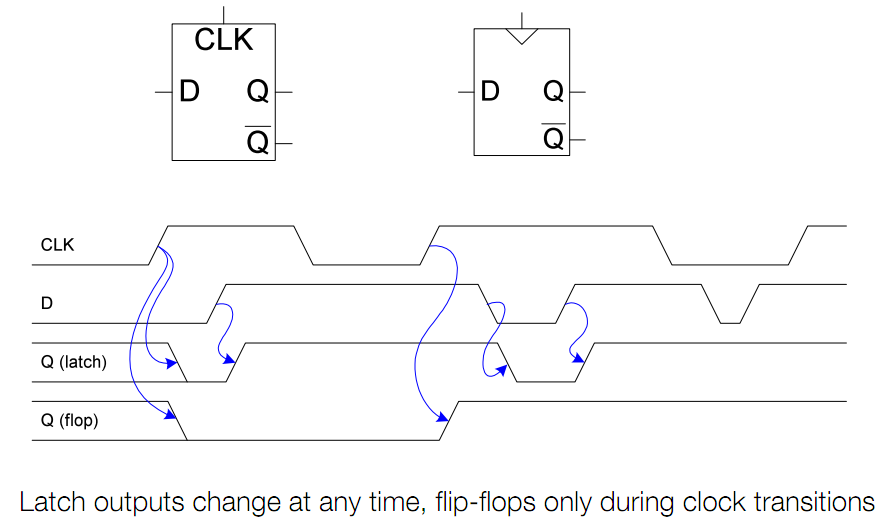 CLK
D Q
Q̅
D Q
Q̅
CLK
D
Q (latch)
Q (flop)
Latch outputs change at any time, flip-flops only during clock transitions